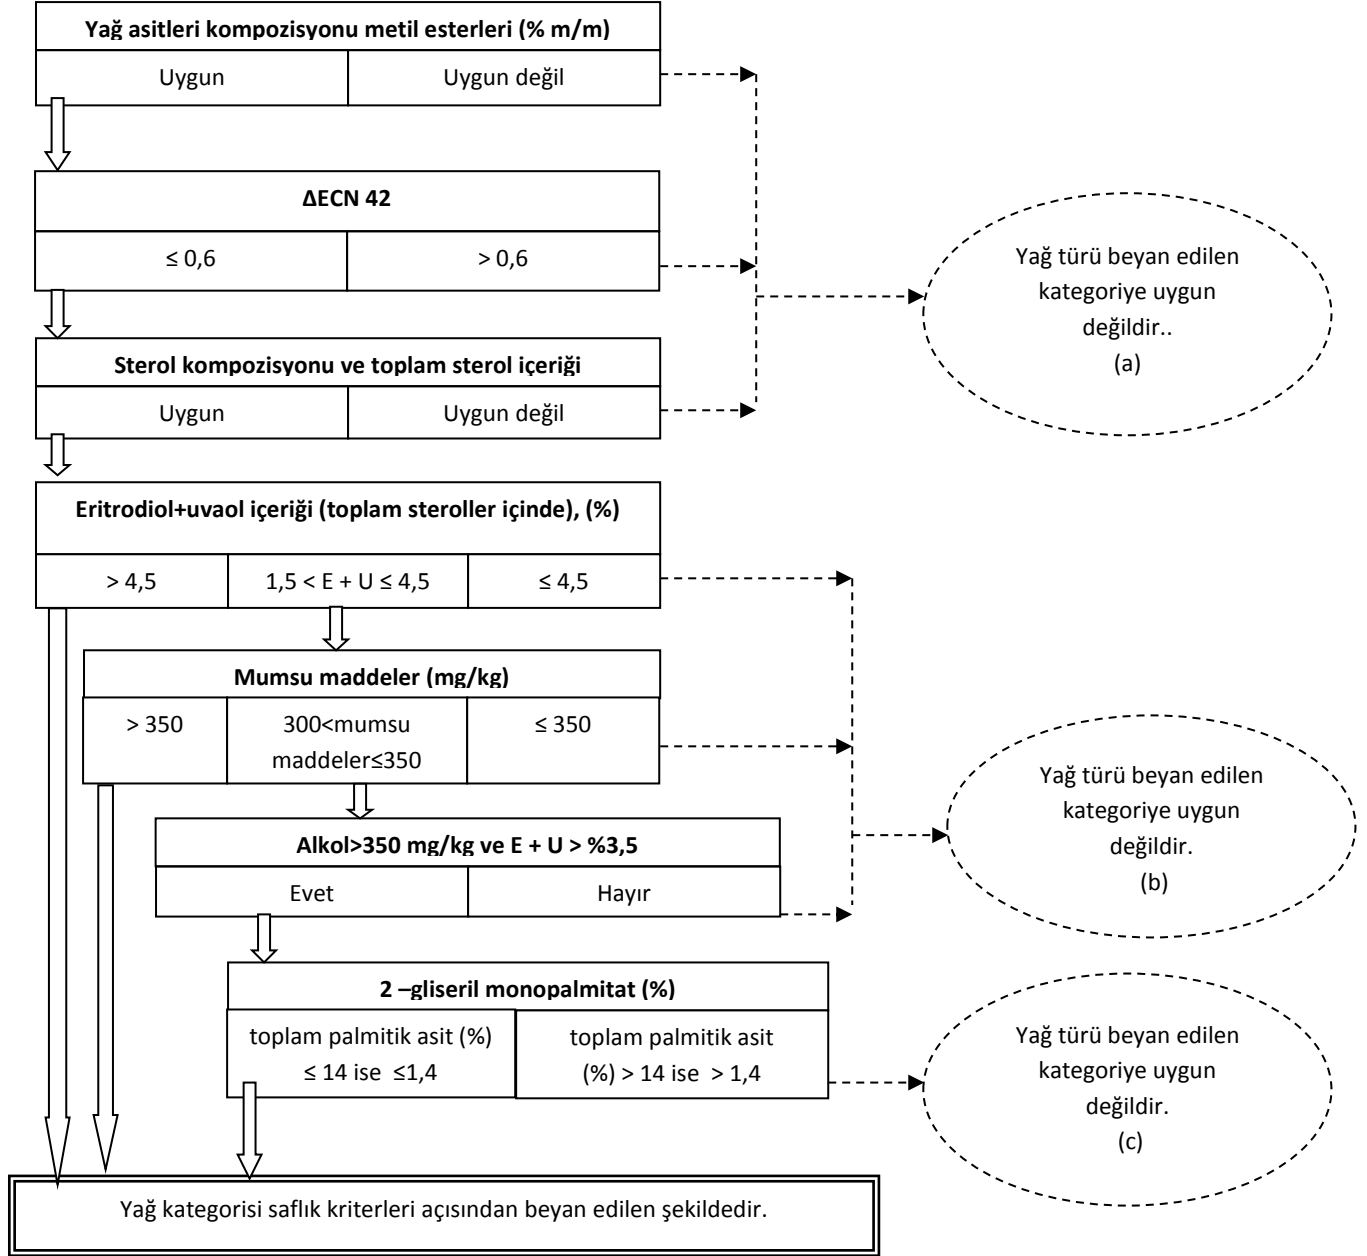 Yağ asitleri kompozisyonu metil esterleri (% m/m)
Uygun
Uygun değil
ΔECN 42
≤ 0,6
> 0,6
Sterol kompozisyonu ve toplam sterol içeriği
Uygun
Uygun değil
Yağ türü beyan edilen
kategoriye uygun
değildir..
(a)
Eritrodiol+uvaol içeriği (toplam steroller içinde), (%)
> 4,5
1,5 < E + U ≤ 4,5
≤ 4,5
Mumsu maddeler (mg/kg)
> 350
300<mumsu
maddeler≤350
≤ 350
Alkol>350 mg/kg ve E + U > %3,5
Evet
Hayır
Yağ türü beyan edilen
kategoriye uygun
değildir.
(b)
2 –gliseril monopalmitat (%)
toplam palmitik asit (%)
≤ 14 ise ≤1,4
toplam palmitik asit
(%) > 14 ise > 1,4
Yağ türü beyan edilen
kategoriye uygun
değildir.
(c)
Yağ kategorisi saflık kriterleri açısından beyan edilen şekildedir.